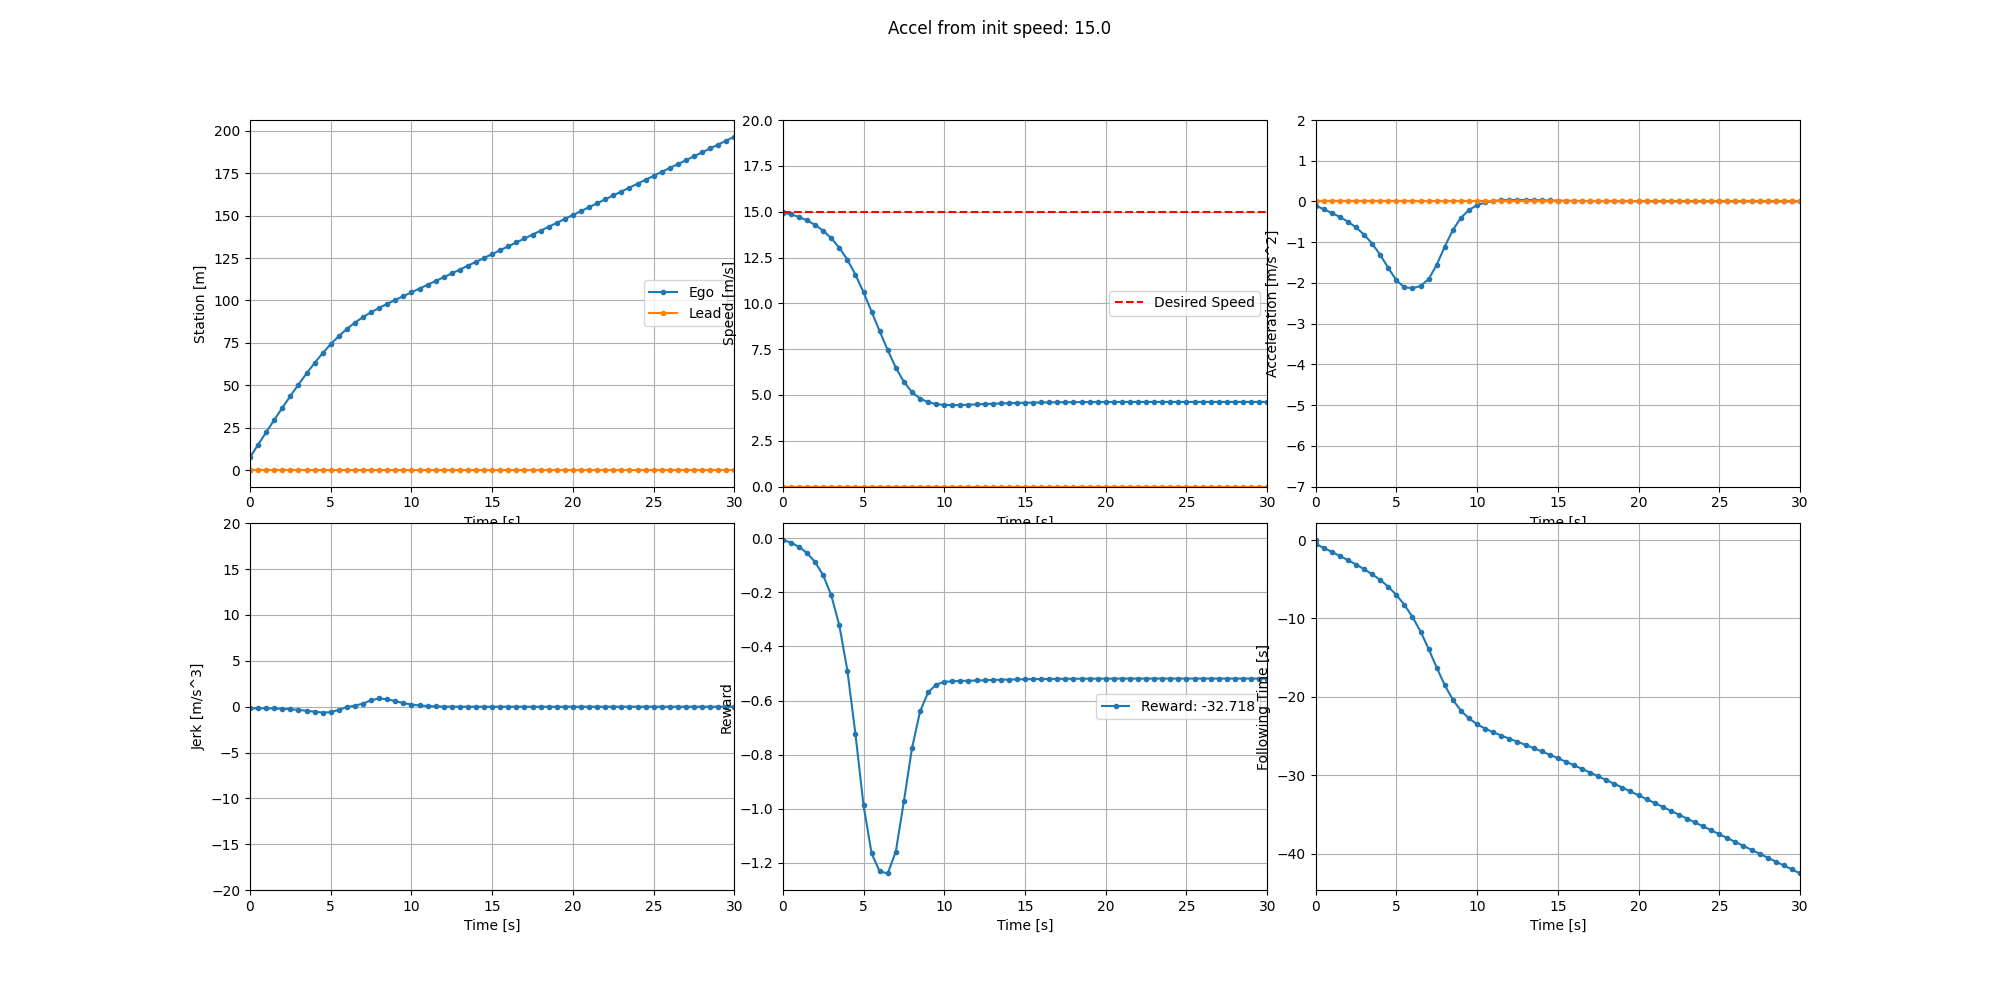 Accel from init speed: 15.0
200
175
150
125
100
75
50
25
0
Station [m]
Ego
Lead
0 5 10 15 20 25 30
Time [s]
20.0
17.5
15.0
12.5
10.0
7.5
5.0
2.5
0.0
Speed [m/s]
Desired Speed
0 5 10 15 20 25 30
Time [s]
2
1
0
−1
−2
−3
−4
−5
−6
−7
Acceleration [m/s^2]
0 5 10 15 20 25 30
Time [s]
20
15
10
5
0
−5
−10
−15
−20
Jerk [m/s^3]
0 5 10 15 20 25 30
Time [s]
0.0
−0.2
−0.4
−0.6
−0.8
−1.0
−1.2
Reward
Reward: -32.718
0 5 10 15 20 25 30
Time [s]
0
−10
−20
−30
−40
Following Time [s]
0 5 10 15 20 25 30
Time [s]